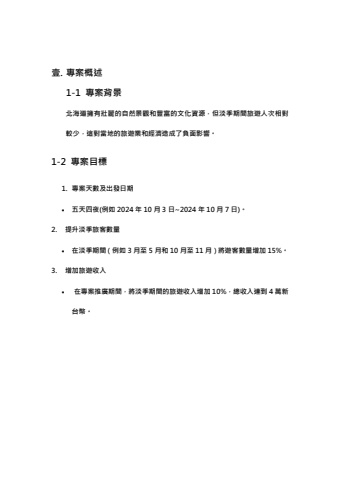 壹. 專案概述
1-1 專案背景
北海道擁有壯麗的自然景觀和豐富的文化資源，但淡季期間旅遊人次相對
較少，這對當地的旅遊業和經濟造成了負面影響。
1-2 專案目標
1. 專案天數及出發日期
• 五天四夜(例如 2024 年 10 月 3 日~2024 年 10 月 7 日)。
2. 提升淡季旅客數量
• 在淡季期間（例如 3 月至 5 月和 10 月至 11 月）將遊客數量增加 15%。
3. 增加旅遊收入
• 在專案推廣期間，將淡季期間的旅遊收入增加 10%，總收入達到 4 萬新
台幣。